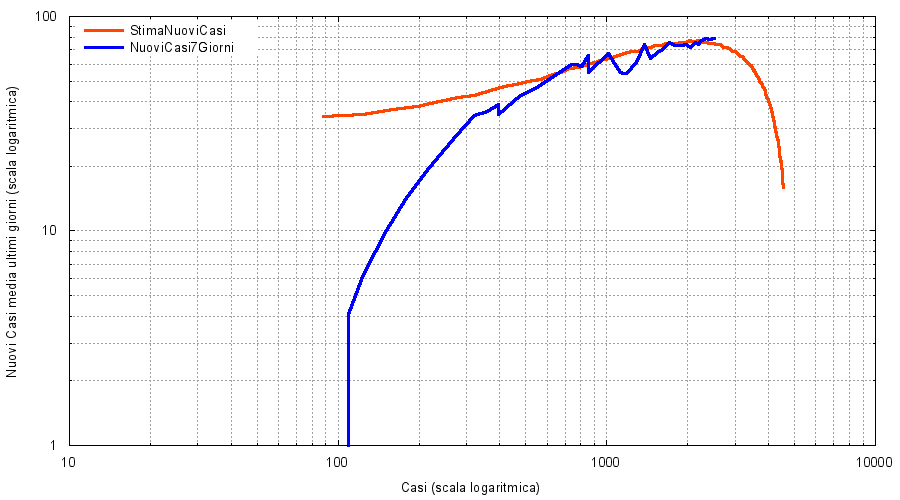 StimaNuoviCasi
NuoviCasi7Giorni
Nuovi Casi media ultimi giorni (scala logaritmica)
100
10
1
10
100
1000
10000
Casi (scala logaritmica)